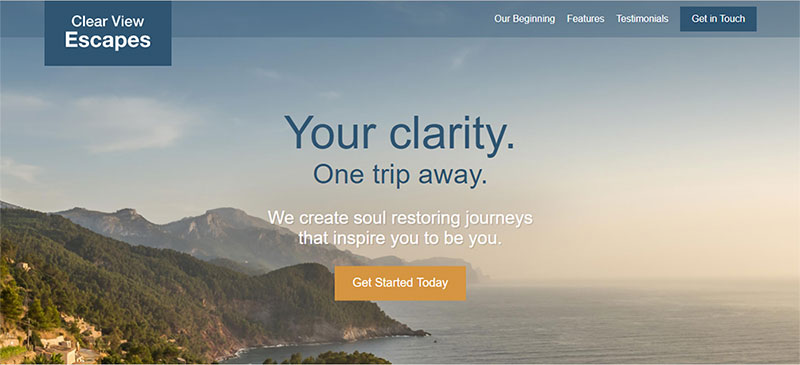 Clear View
Escapes
Our Beginning
Features
Testimonials
Get in Touch
Your clarity.
One trip away.
We create soul restoring journeys
that inspire you to be you.
Get Started Today